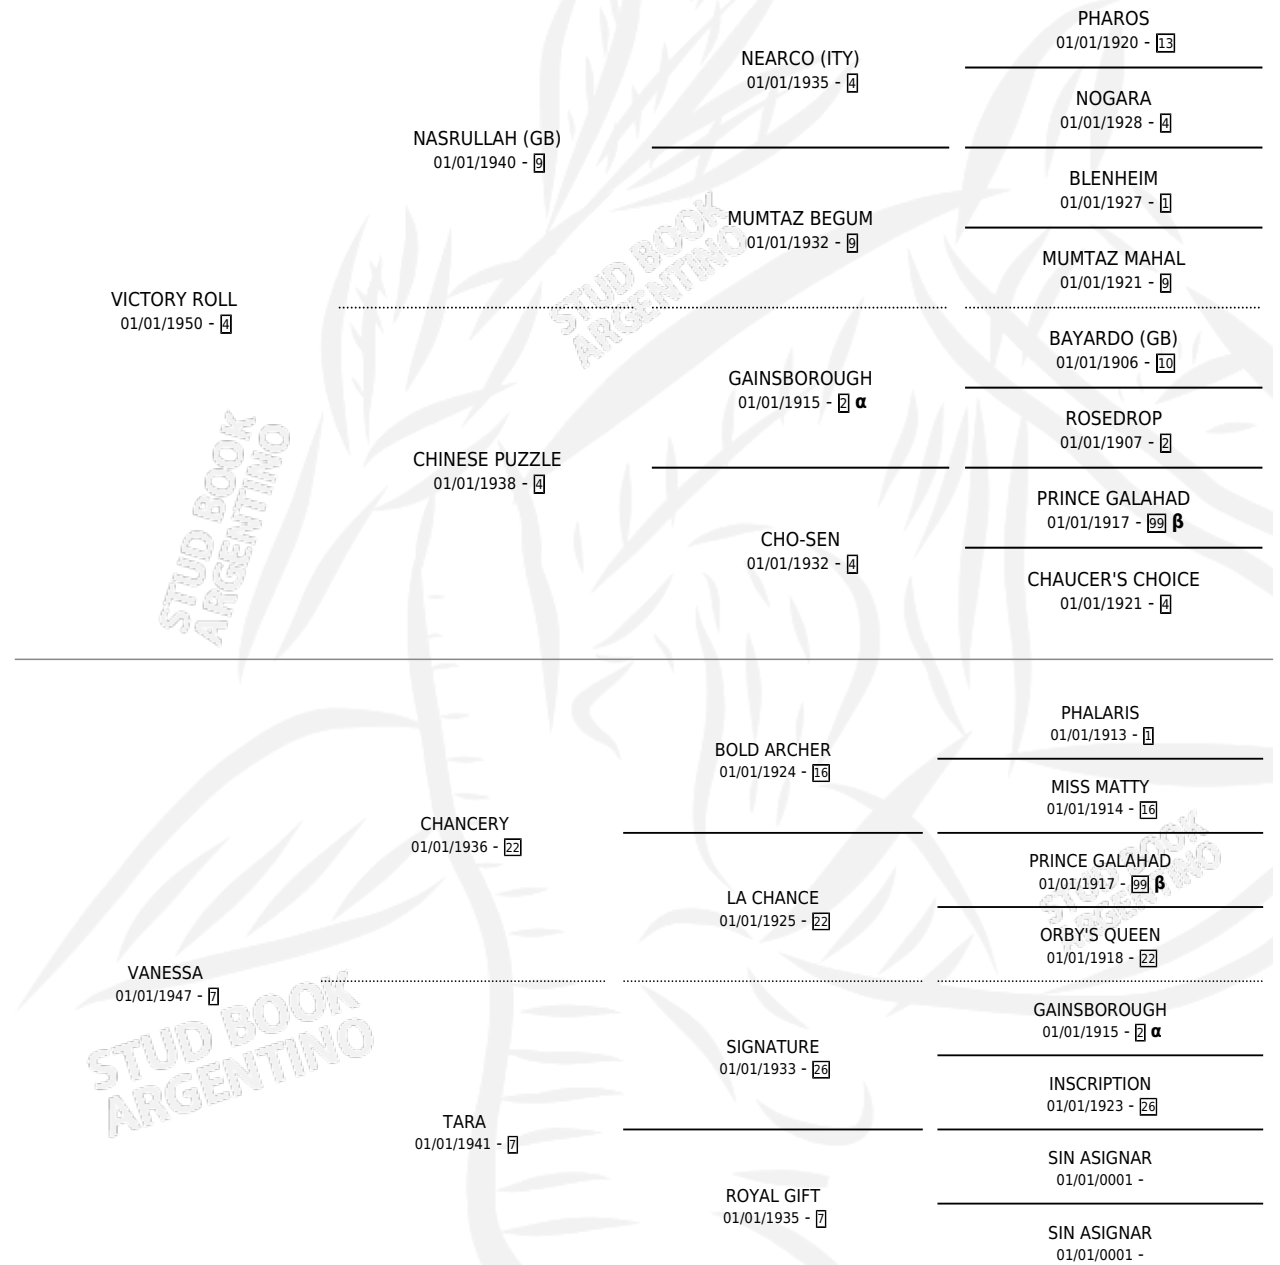 PHAROS
01/01/1920 - 13
NEARCO (ITY)
01/01/1935 - 4
NOGARA
01/01/1928 - 4
NASRULLAH (GB)
01/01/1940 - 9
BLENHEIM
01/01/1927 - 1
MUMTAZ BEGUM
01/01/1932 - 9
MUMTAZ MAHAL
01/01/1921 - 9
VICTORY ROLL
01/01/1950 - 4
BAYARDO (GB)
01/01/1906 - 10
GAINSBOROUGH
01/01/1915 - 2 α
ROSEDROP
01/01/1907 - 2
CHINESE PUZZLE
01/01/1938 - 4
PRINCE GALAHAD
01/01/1917 - 99 β
CHO-SEN
01/01/1932 - 4
CHAUCER'S CHOICE
01/01/1921 - 4
PHALARIS
01/01/1913 - 1
BOLD ARCHER
01/01/1924 - 16
MISS MATTY
01/01/1914 - 16
CHANCERY
01/01/1936 - 22
PRINCE GALAHAD
01/01/1917 - 99 β
LA CHANCE
01/01/1925 - 22
ORBY'S QUEEN
01/01/1918 - 22
VANESSA
01/01/1947 - 7
GAINSBOROUGH
01/01/1915 - 2 α
SIGNATURE
01/01/1933 - 26
INSCRIPTION
01/01/1923 - 26
TARA
01/01/1941 - 7
SIN ASIGNAR
01/01/0001 -
ROYAL GIFT
01/01/1935 - 7
SIN ASIGNAR
01/01/0001 -
STUD BOOK
ARGENTINO
STUD BOOK
ARGENTINO
STUD BOOK
ARGENTINO
STUD BOOK
ARGENTINO